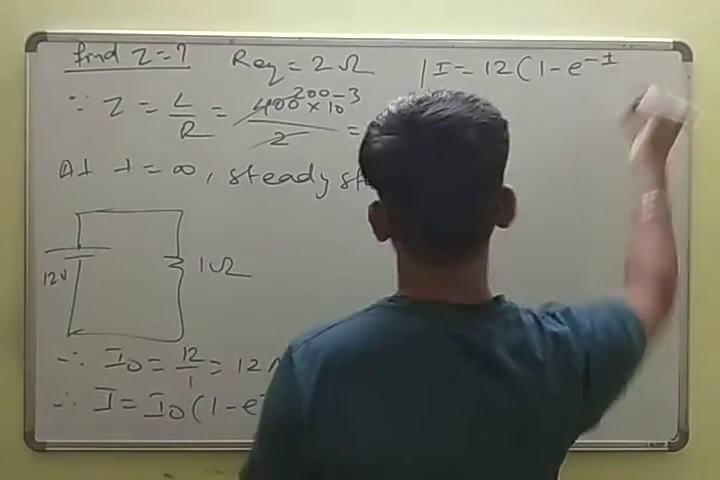 find Z=?
Req = 2 Ω
∵ Z = L/R = 400 200 × 10^-3 / 2 =
At t = ∞, steady
12V
1Ω
∴ I0 = 12/1 = 12
∴ I = I0 (1 - e
I = 12 (1 - e^-t